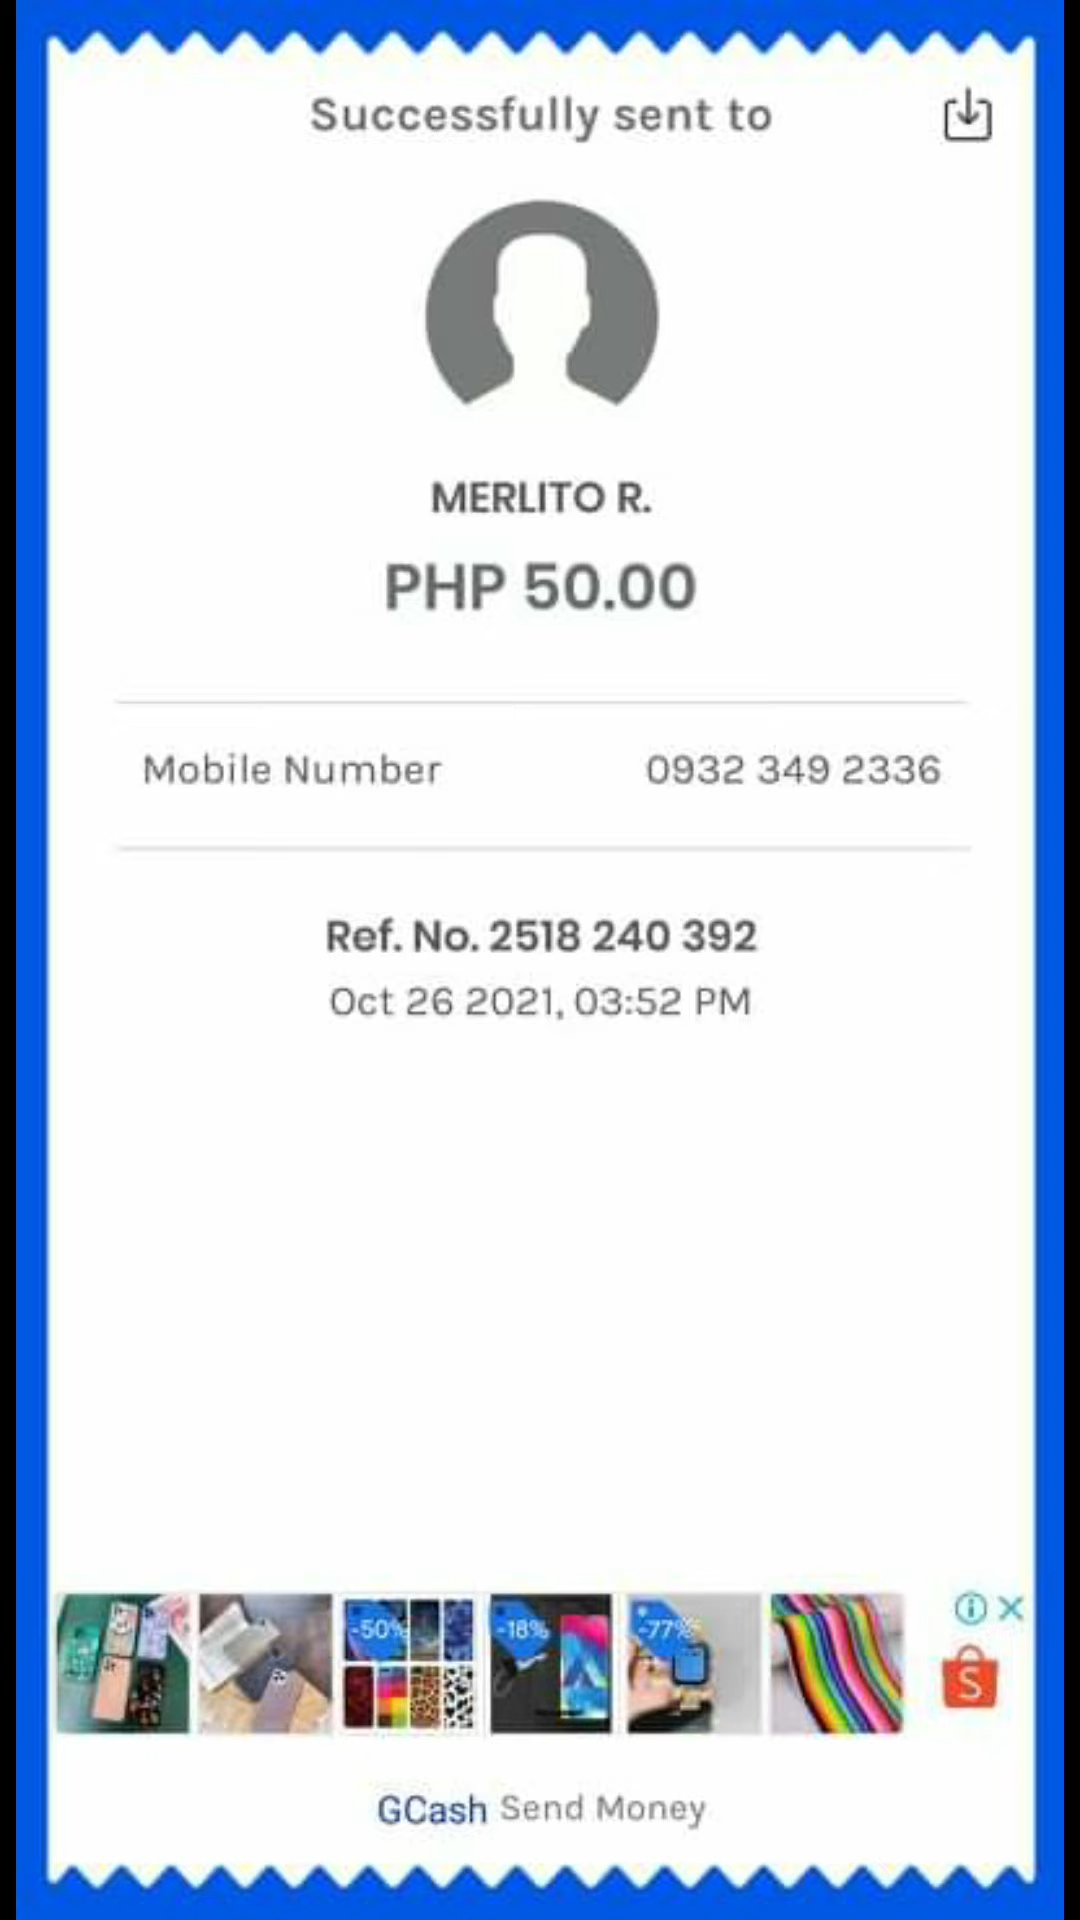 Successfully sent to
MERLITO R.
PHP 50.00
Mobile Number 0932 349 2336
Ref. No. 2518 240 392
Oct 26 2021, 03:52 PM
-50% -18% -77%
S
GCash Send Money